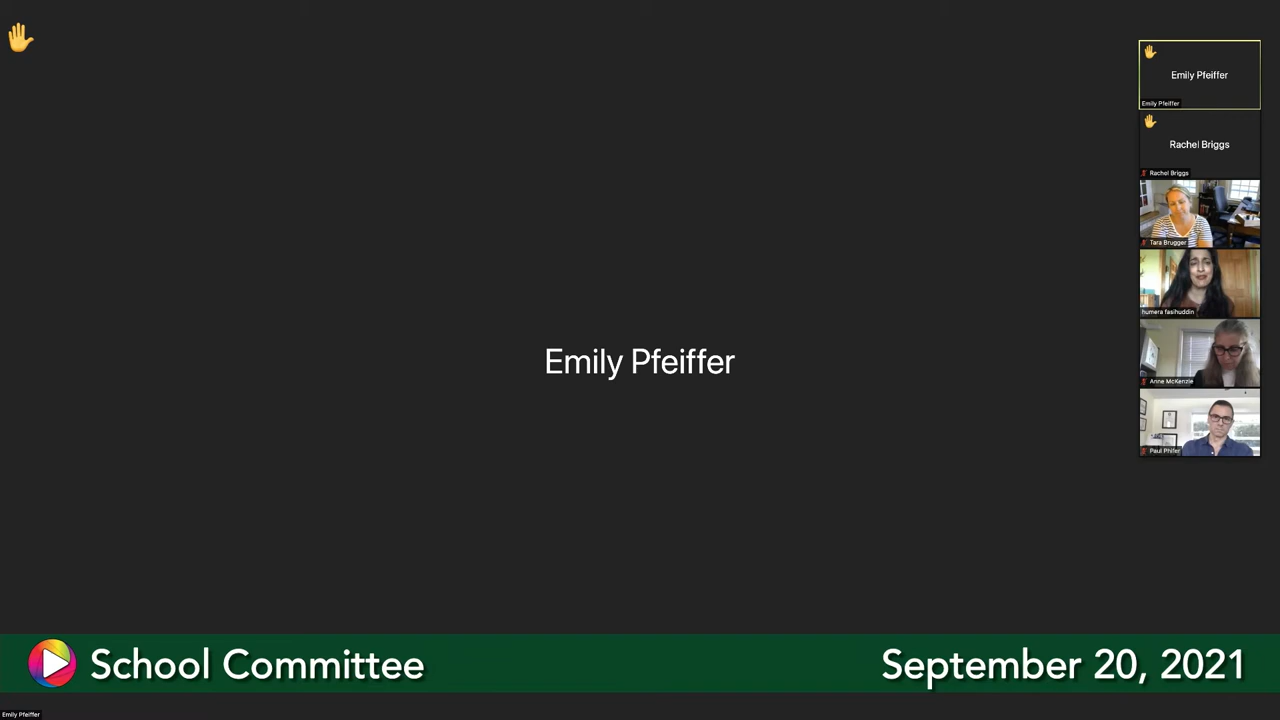 Emily Pfeiffer
Emily Pfeiffer
Rachel Briggs
Rachel Briggs
Tara Brugger
humera fasihuddin
Anne McKenzie
Paul Phifer
Emily Pfeiffer
School Committee
September 20, 2021
Emily Pfeiffer